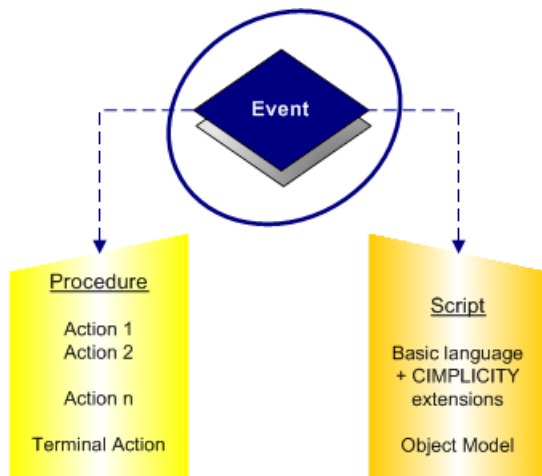 Event
Procedure
Action 1
Action 2
Action n
Terminal Action
Script
Basic language
+ CIMPLICITY
extensions
Object Model